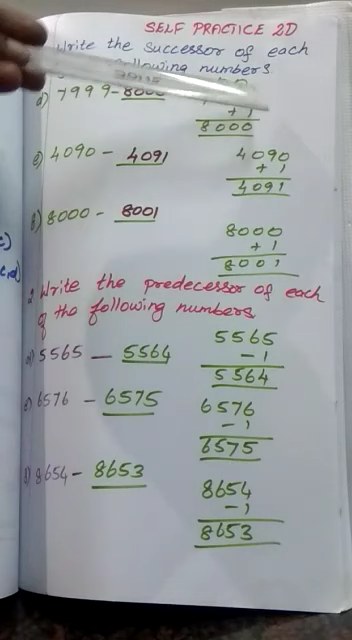 SELF PRACTICE 2D
Write the successor of each
following numbers
d) 7999 - 8000
+ 1
8000
e) 4090 - 4091
4090
+ 1
4091
f) 8000 - 8001
8000
+ 1
8001
2 Write the predecessor of each
of the following numbers
d) 5565 - 5564
5565
- 1
5564
e) 6576 - 6575
6576
- 1
6575
f) 8654 - 8653
8654
- 1
8653